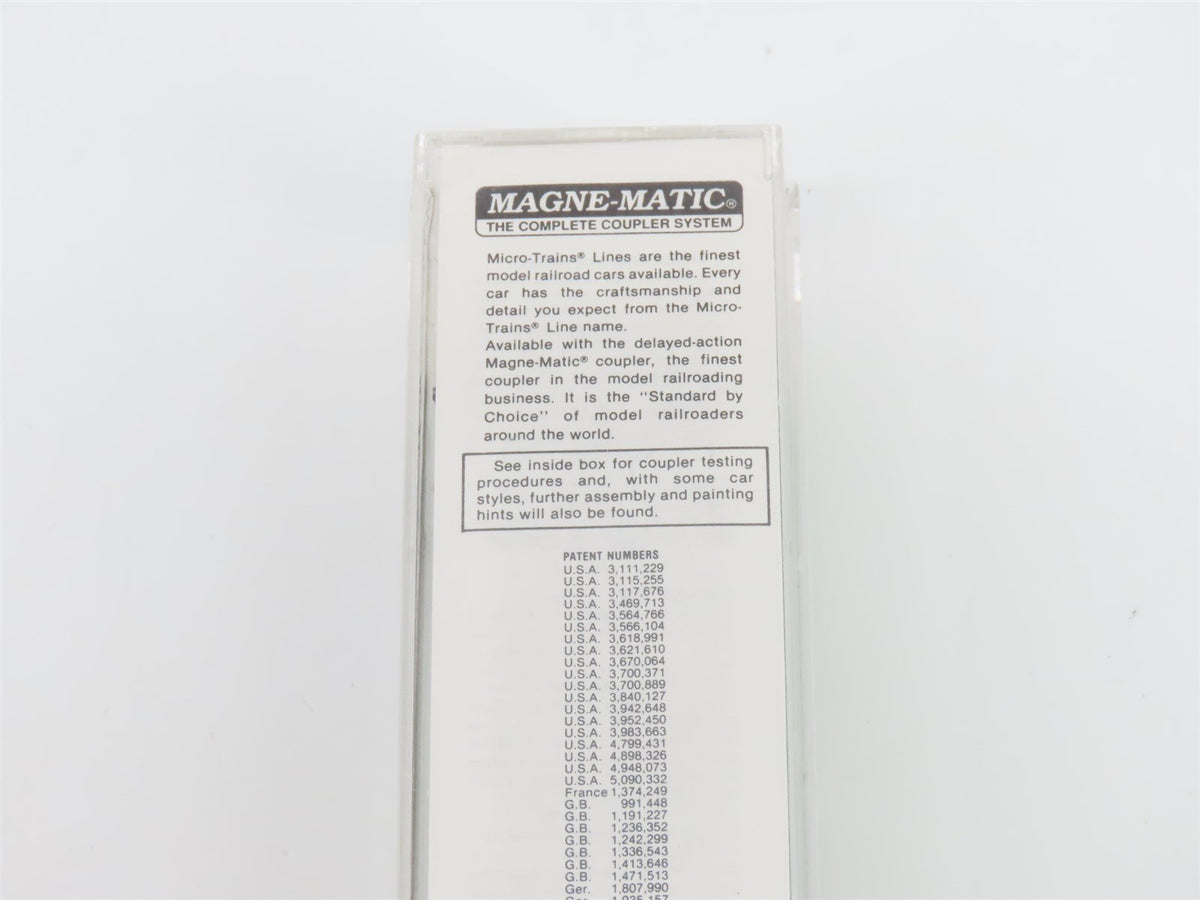 MAGNE-MATIC®
THE COMPLETE COUPLER SYSTEM
Micro-Trains® Lines are the finest
model railroad cars available. Every
car has the craftsmanship and
detail you expect from the Micro-
Trains® Line name.
Available with the delayed-action
Magne-Matic® coupler, the finest
coupler in the model railroading
business. It is the "Standard by
Choice" of model railroaders
around the world.
See inside box for coupler testing
procedures and, with some car
styles, further assembly and painting
hints will also be found.
PATENT NUMBERS
U.S.A. 3,111,229
U.S.A. 3,115,255
U.S.A. 3,117,676
U.S.A. 3,469,713
U.S.A. 3,564,766
U.S.A. 3,566,104
U.S.A. 3,618,991
U.S.A. 3,621,610
U.S.A. 3,670,064
U.S.A. 3,700,371
U.S.A. 3,700,889
U.S.A. 3,840,127
U.S.A. 3,942,648
U.S.A. 3,952,450
U.S.A. 3,983,663
U.S.A. 4,799,431
U.S.A. 4,898,326
U.S.A. 4,948,073
U.S.A. 5,090,332
France 1,374,249
G.B. 991,448
G.B. 1,191,227
G.B. 1,236,352
G.B. 1,242,299
G.B. 1,336,543
G.B. 1,413,646
G.B. 1,471,513
Ger. 1,807,990